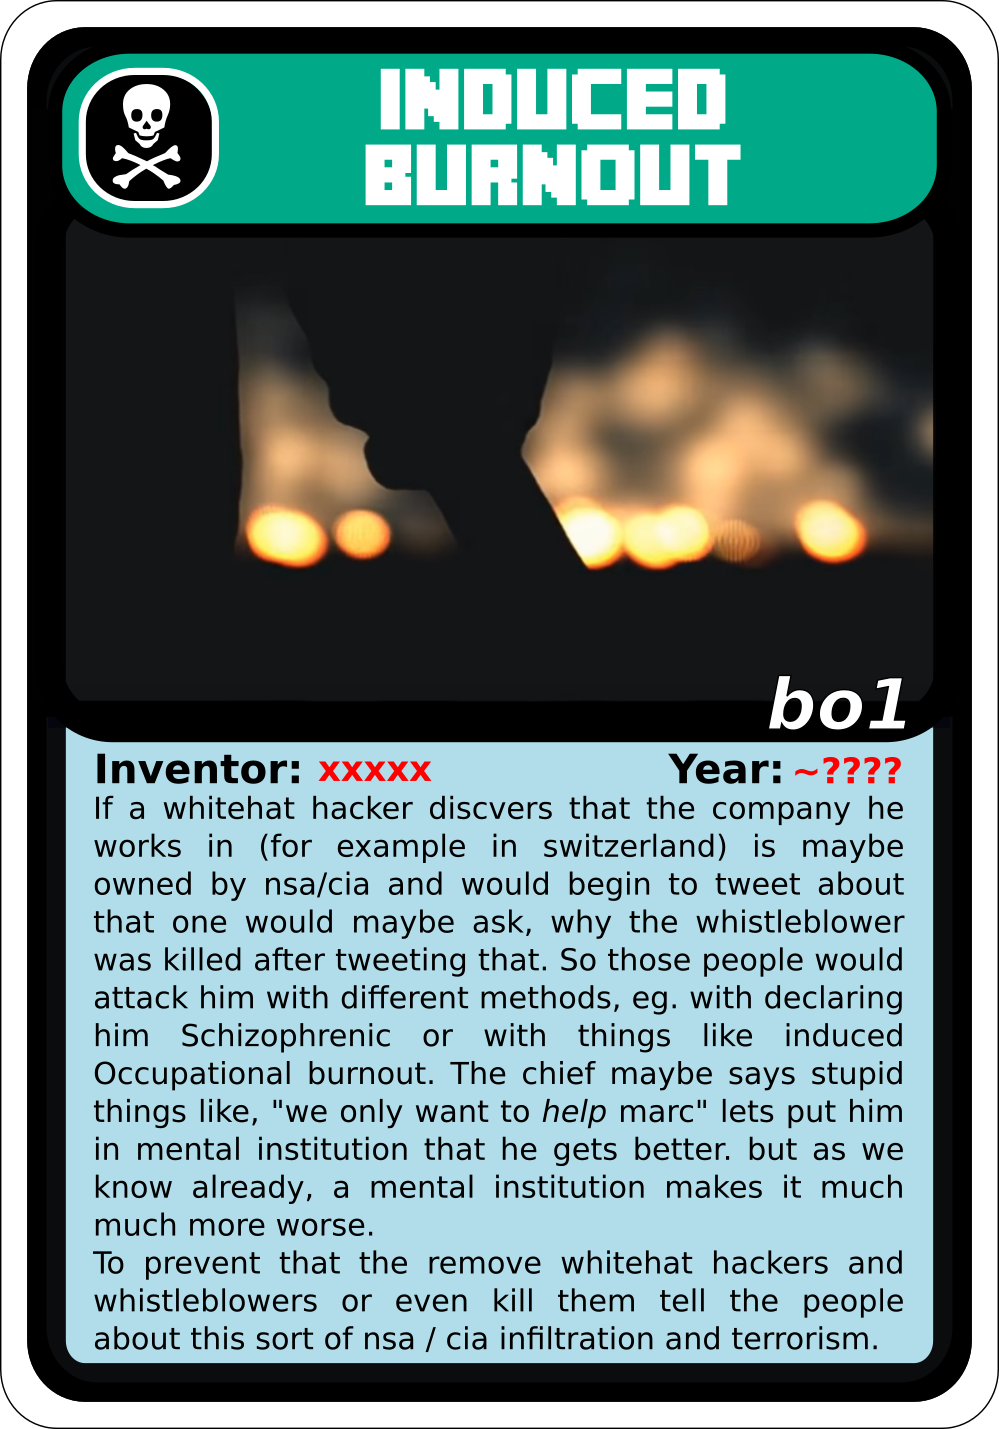 INDUCED
BURNOUT
bo1
Inventor: xxxxx Year: ~????
If a whitehat hacker discvers that the company he
works in (for example in switzerland) is maybe
owned by nsa/cia and would begin to tweet about
that one would maybe ask, why the whistleblower
was killed after tweeting that. So those people would
attack him with different methods, eg. with declaring
him Schizophrenic or with things like induced
Occupational burnout. The chief maybe says stupid
things like, "we only want to help marc" lets put him
in mental institution that he gets better. but as we
know already, a mental institution makes it much
much more worse.
To prevent that the remove whitehat hackers and
whistleblowers or even kill them tell the people
about this sort of nsa / cia infiltration and terrorism.